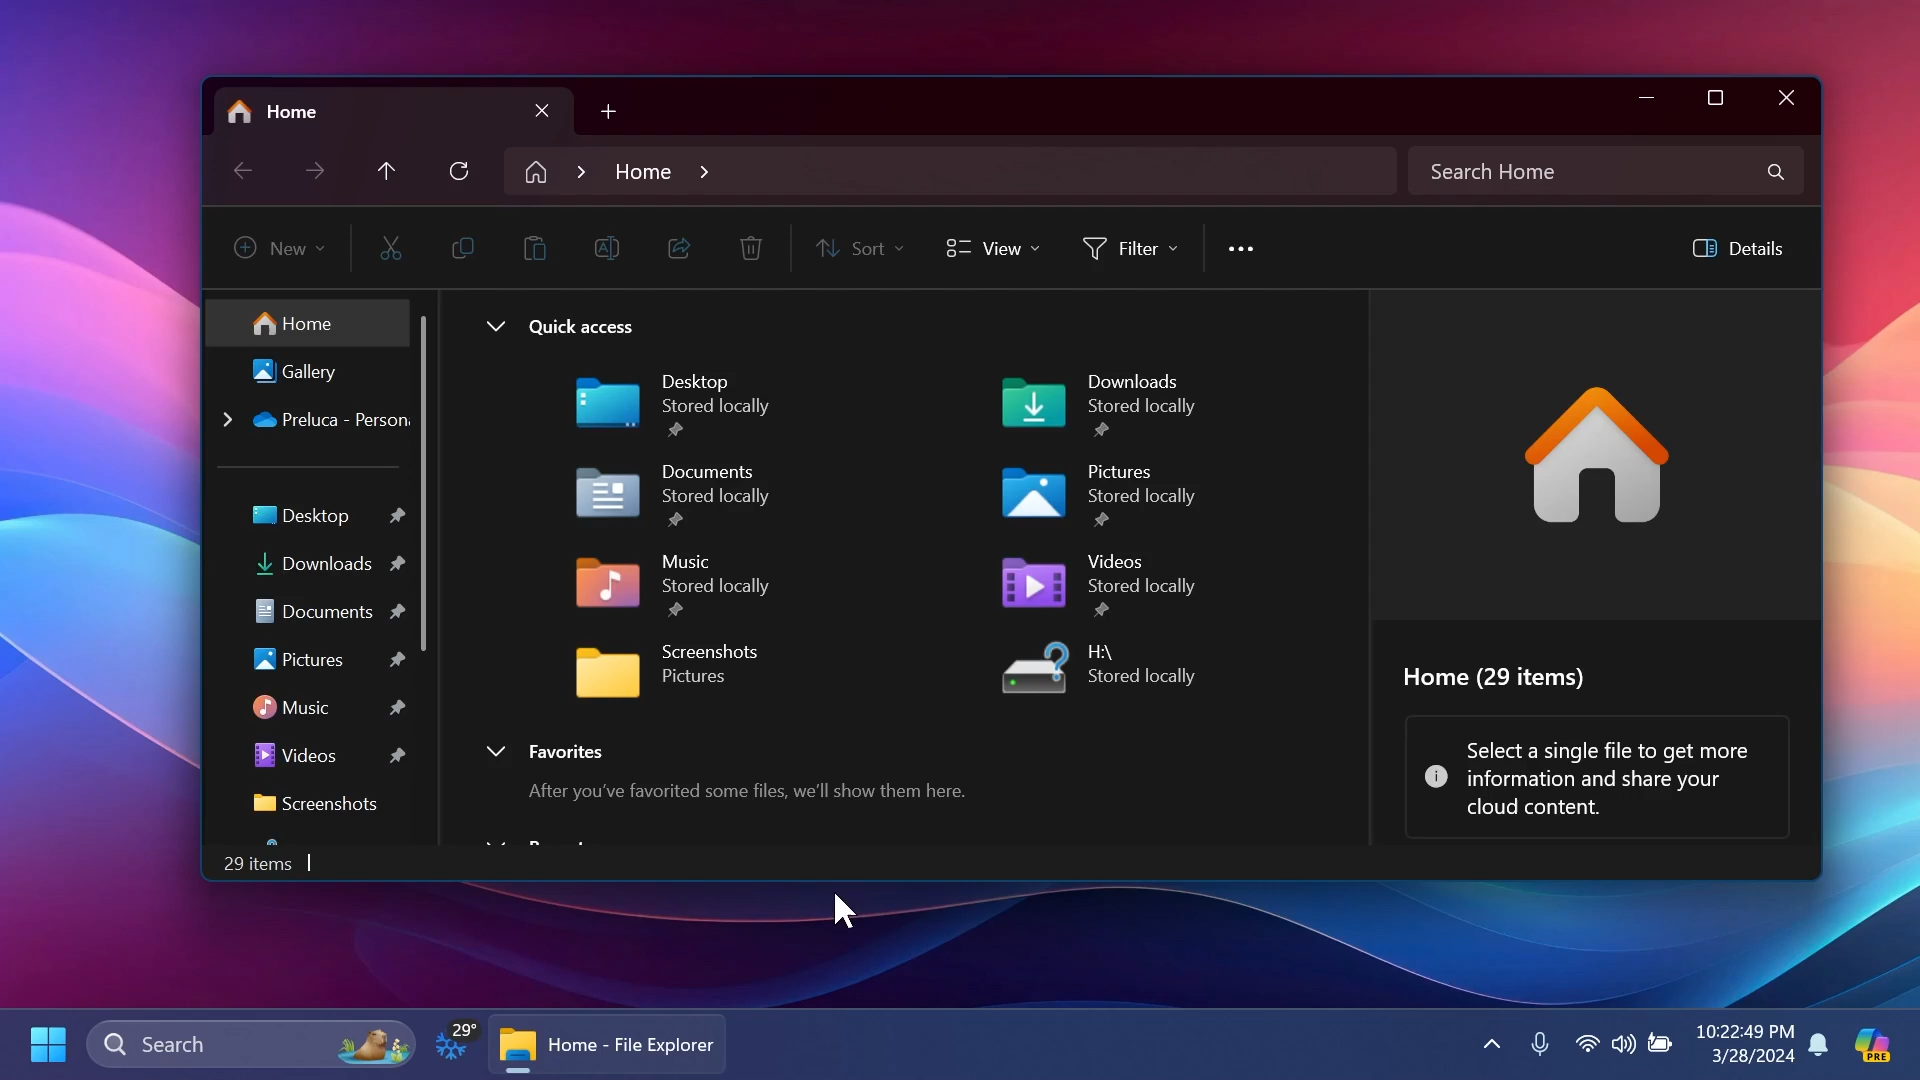 Home
Home
Search Home
New
Sort
View
Filter
Details
Home
Gallery
Preluca - Persona
Desktop
Downloads
Documents
Pictures
Music
Videos
Screenshots
Quick access
Desktop
Stored locally
Downloads
Stored locally
Documents
Stored locally
Pictures
Stored locally
Music
Stored locally
Videos
Stored locally
Screenshots
Pictures
H:\
Stored locally
Favorites
After you've favorited some files, we'll show them here.
Home (29 items)
Select a single file to get more
information and share your
cloud content.
29 items
Search
29°
Home - File Explorer
10:22:49 PM
3/28/2024
PRE